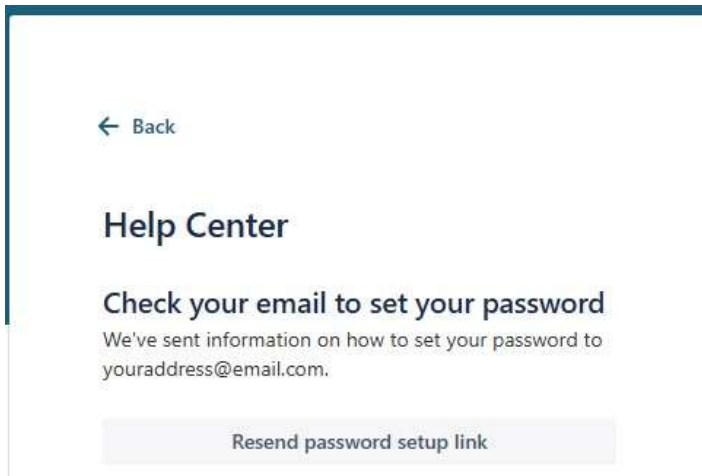 ← Back
Help Center
Check your email to set your password
We've sent information on how to set your password to
youraddress@email.com.
Resend password setup link